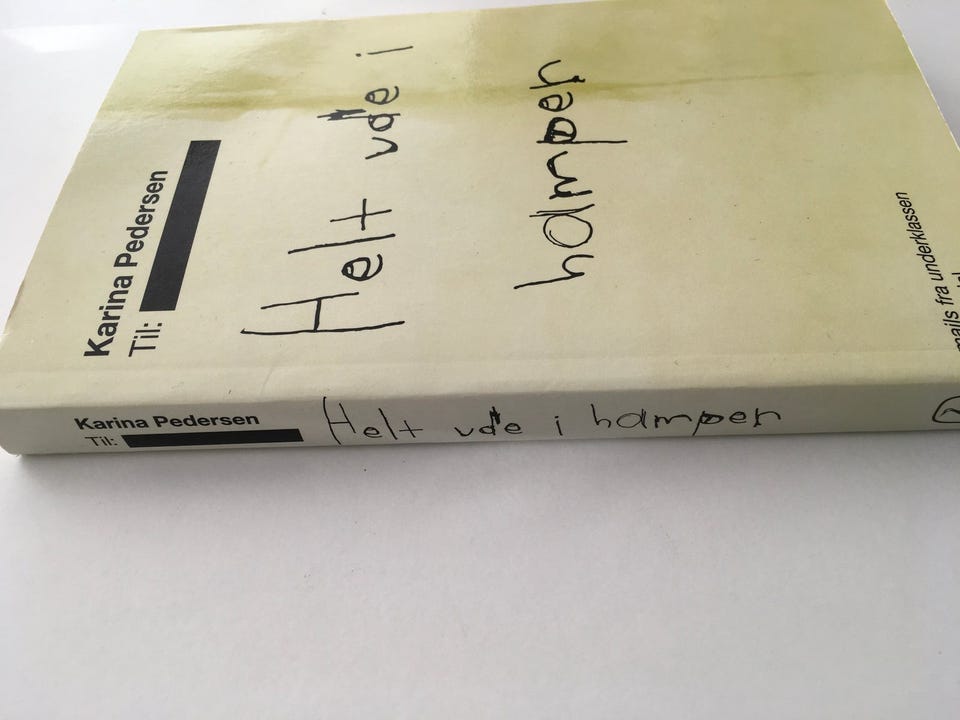 Karina Pedersen
Til:
Helt ude i
hampen
mails fra underklassen
Karina Pedersen
Til:
Helt ude i hampen